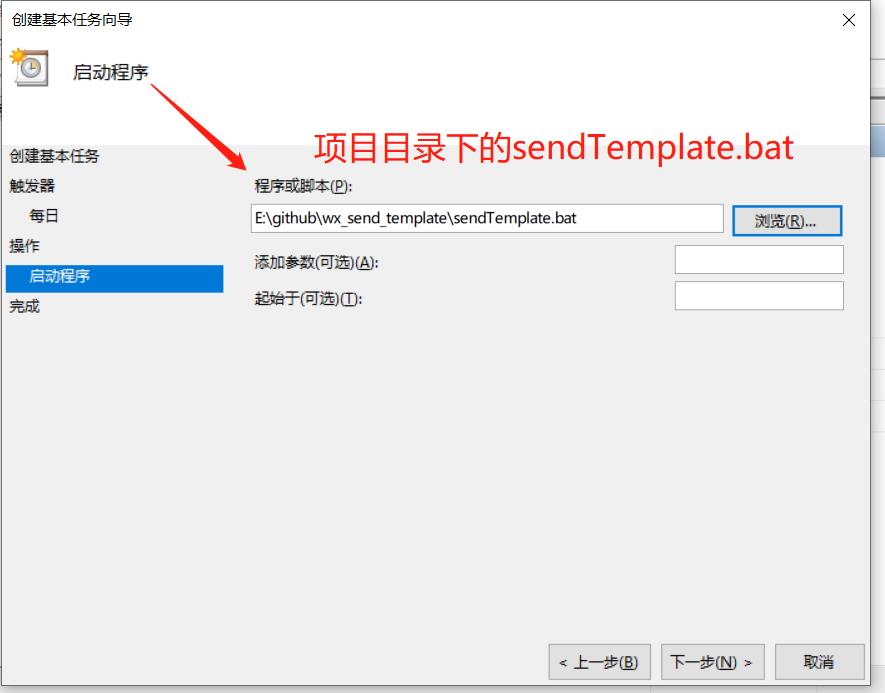 创建基本任务向导
启动程序
项目目录下的sendTemplate.bat
创建基本任务
触发器
每日
操作
启动程序
完成
程序或脚本(P):
E:\github\wx_send_template\sendTemplate.bat
浏览(R)...
添加参数(可选)(A):
起始于(可选)(T):
< 上一步(B)
下一步(N) >
取消